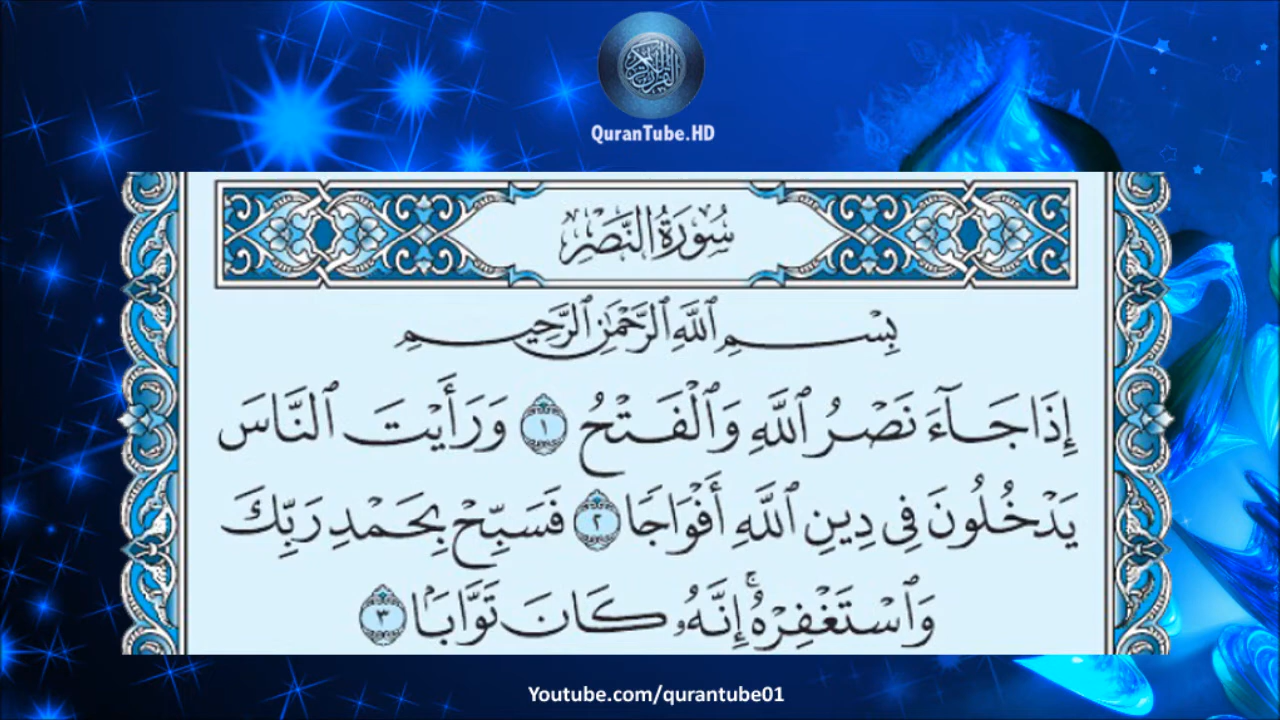 QuranTube.HD
سُورَةُ النَّصْرِ
بِسْمِ ٱللَّهِ ٱلرَّحْمَٰنِ ٱلرَّحِيمِ
إِذَا جَآءَ نَصْرُ ٱللَّهِ وَٱلْفَتْحُ ١ وَرَأَيْتَ ٱلنَّاسَ
يَدْخُلُونَ فِى دِينِ ٱللَّهِ أَفْوَاجًا ٢ فَسَبِّحْ بِحَمْدِ رَبِّكَ
وَٱسْتَغْفِرْهُ ۚ إِنَّهُۥ كَانَ تَوَّابًۢا ٣
Youtube.com/qurantube01